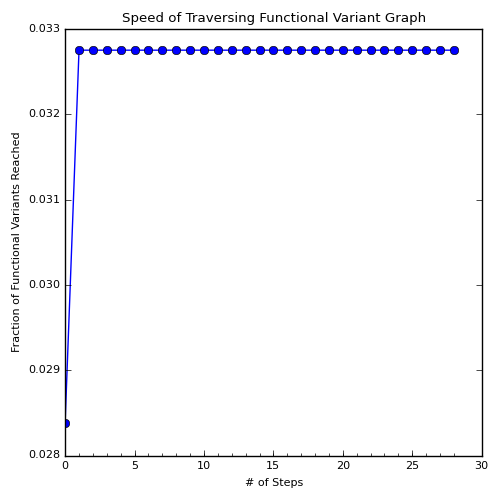 Speed of Traversing Functional Variant Graph
0.033
0.032
0.031
0.030
0.029
0.028
Fraction of Functional Variants Reached
0 5 10 15 20 25 30
# of Steps